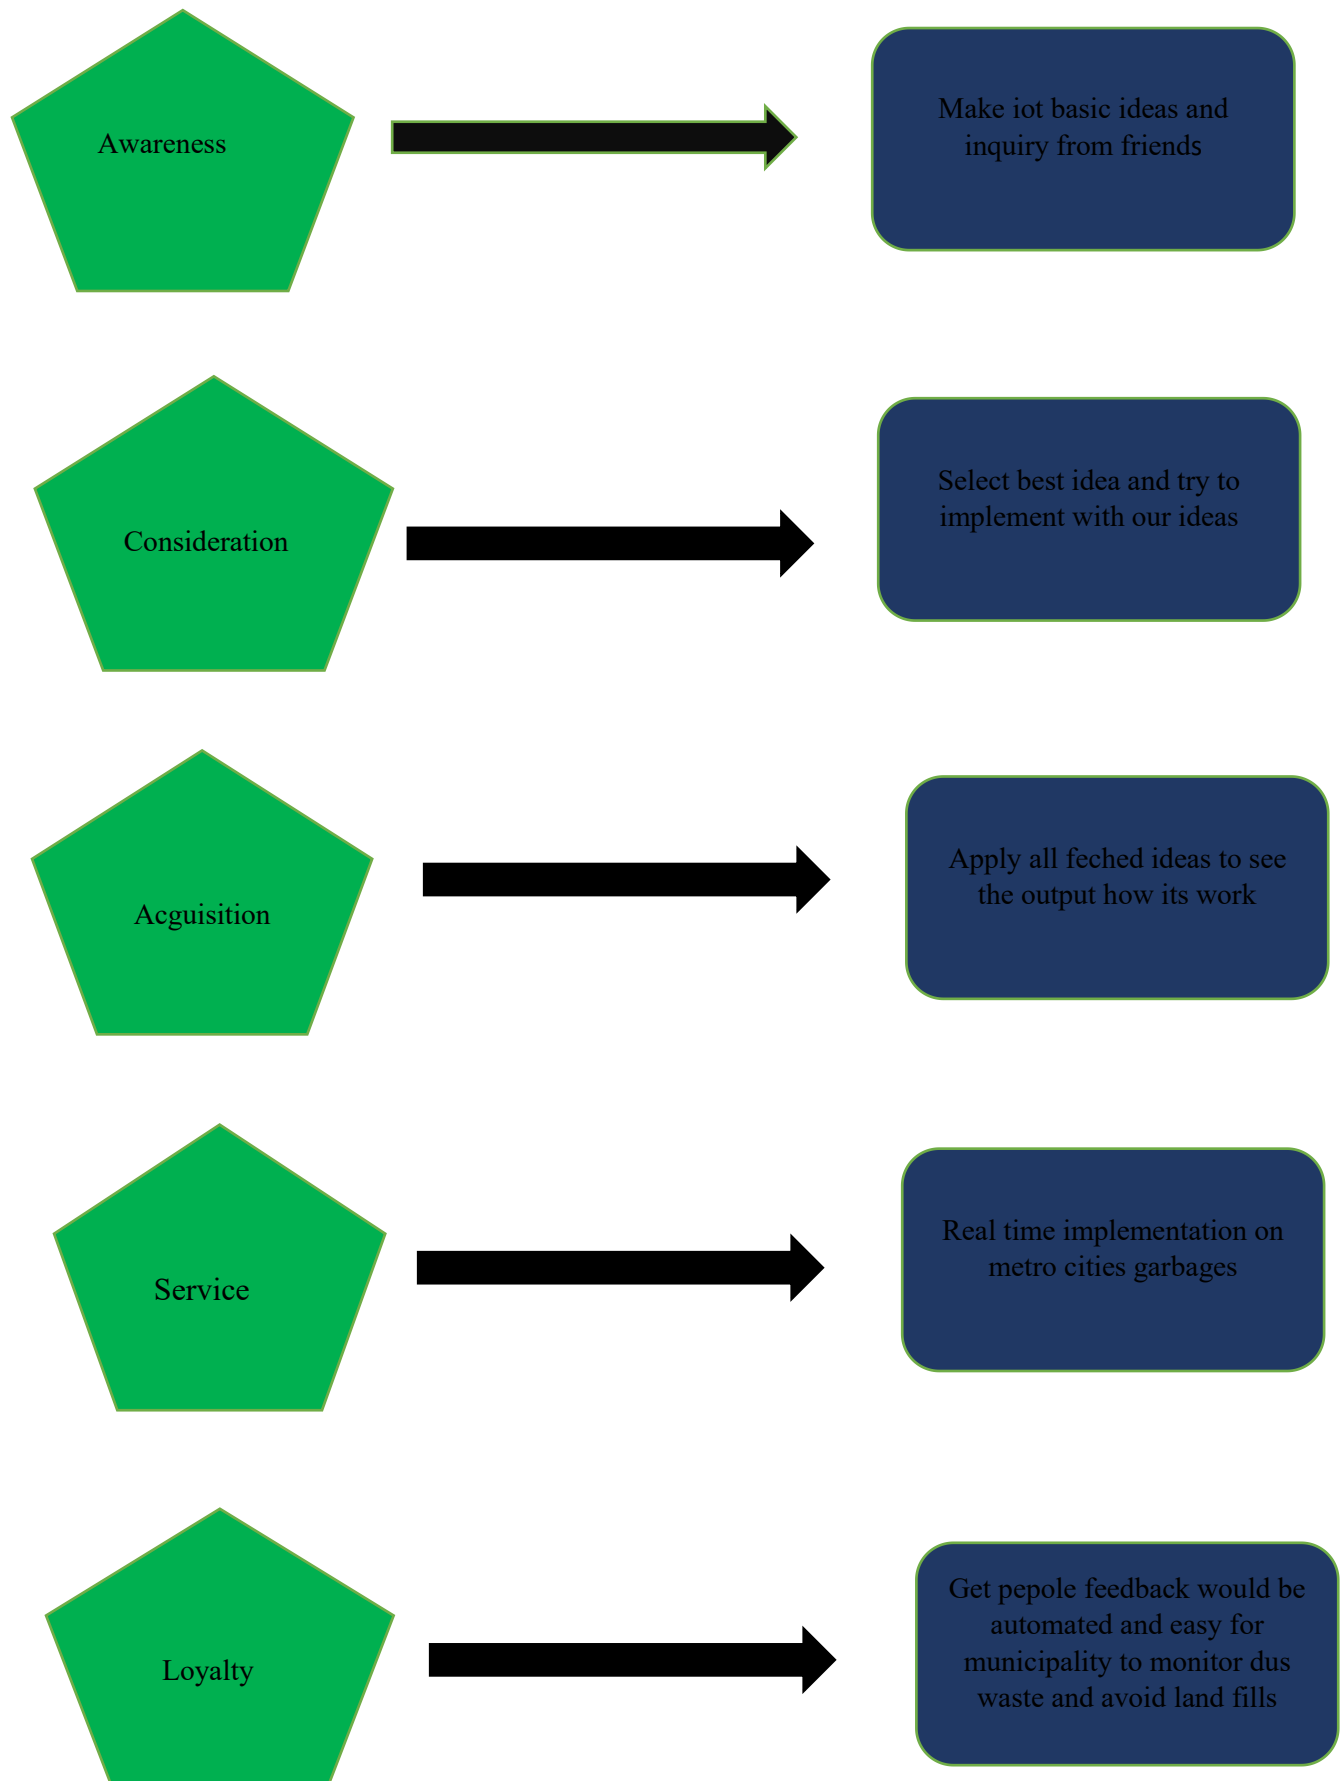 Awareness
Make iot basic ideas and
inquiry from friends
Consideration
Select best idea and try to
implement with our ideas
Acguisition
Apply all feched ideas to see
the output how its work
Service
Real time implementation on
metro cities garbages
Loyalty
Get pepole feedback would be
automated and easy for
municipality to monitor dus
waste and avoid land fills